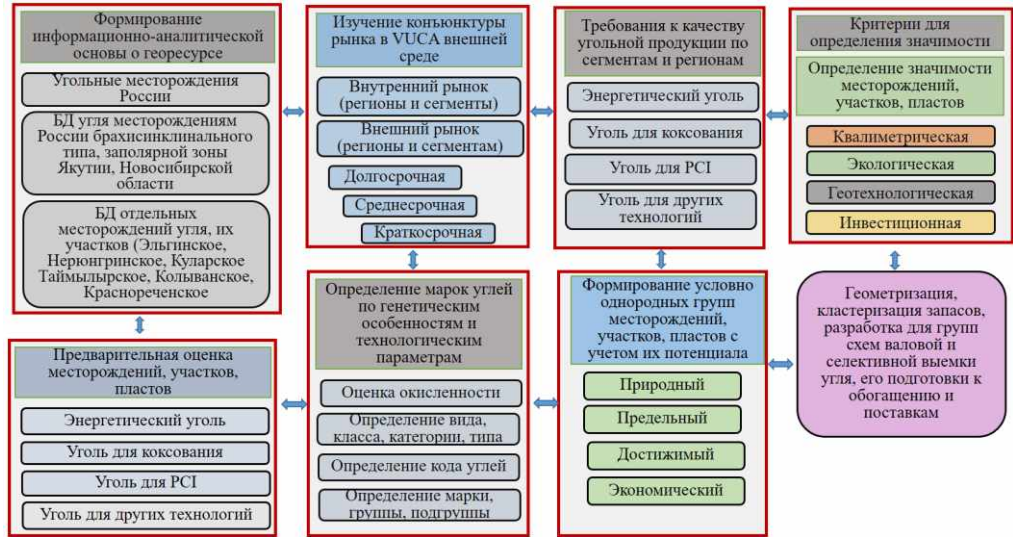 Формирование
информационно-аналитической
основы о георесурсе
Угольные месторождения
России
БД угля месторождениям
России брахисинклинального
типа, заполярной зоны
Якутии, Новосибирской
области
БД отдельных
месторождений угля, их
участков (Эльгинское,
Нерюнгринское, Куларское
Таймылырское, Колыванское,
Краснореченское
Изучение конъюнктуры
рынка в VUCA внешней
среде
Внутренний рынок
(регионы и сегменты)
Внешний рынок
(регионы и сегментам)
Долгосрочная
Среднесрочная
Краткосрочная
Требования к качеству
угольной продукции по
сегментам и регионам
Энергетический уголь
Уголь для коксования
Уголь для PCI
Уголь для других
технологий
Критерии для
определения значимости
Определение значимости
месторождений,
участков, пластов
Квалиметрическая
Экологическая
Геотехнологическая
Инвестиционная
Предварительная оценка
месторождений, участков,
пластов
Энергетический уголь
Уголь для коксования
Уголь для PCI
Уголь для других технологий
Определение марок углей
по генетическим
особенностям и
технологическим
параметрам
Оценка окисленности
Определение вида,
класса, категории, типа
Определение кода углей
Определение марки,
группы, подгруппы
Формирование условно
однородных групп
месторождений,
участков, пластов с
учетом их потенциала
Природный
Предельный
Достижимый
Экономический
Геометризация,
кластеризация запасов,
разработка для групп
схем валовой и
селективной выемки
угля, его подготовки к
обогащению и
поставкам